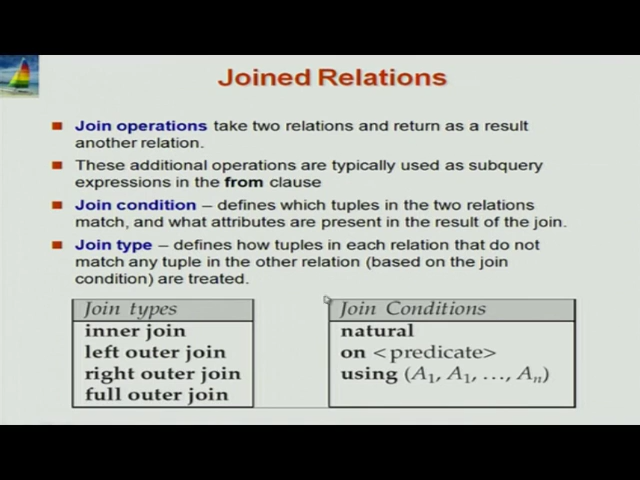 Joined Relations
Join operations take two relations and return as a result
another relation.
These additional operations are typically used as subquery
expressions in the from clause
Join condition – defines which tuples in the two relations
match, and what attributes are present in the result of the join.
Join type – defines how tuples in each relation that do not
match any tuple in the other relation (based on the join
condition) are treated.
Join types
inner join
left outer join
right outer join
full outer join
Join Conditions
natural
on <predicate>
using (A₁, A₁, …, Aₙ)